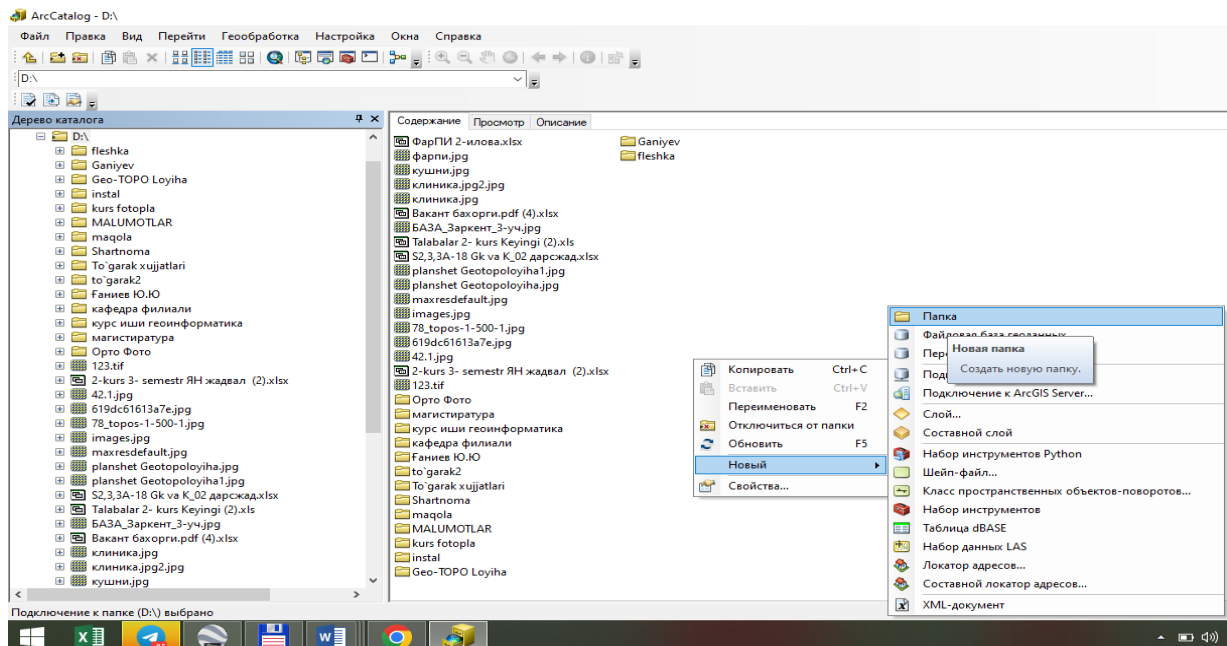 ArcCatalog - D:\
Файл Правка Вид Перейти Геообработка Настройка Окна Справка
D:\
Дерево каталога
D:\
fleshka
Ganiyev
Geo-TOPO Loyiha
instal
kurs fotopla
MALUMOTLAR
maqola
Shartnoma
To`garak xujjatlari
to`garak2
Ғаниев Ю.Ю
кафедра филиали
курс иши геоинформатика
магистиратура
Орто Фото
123.tif
2-kurs 3- semestr ЯН жадвал (2).xlsx
42.1.jpg
619dc61613a7e.jpg
78_topos-1-500-1.jpg
images.jpg
maxresdefault.jpg
planshet Geotopoloyiha.jpg
planshet Geotopoloyiha1.jpg
S2,3,3A-18 Gk va K_02 дарсжад.xlsx
Talabalar 2- kurs Keyingi (2).xls
БАЗА_Заркент_3-уч.jpg
Вакант бахорги.pdf (4).xlsx
клиника.jpg
клиника.jpg2.jpg
кушни.jpg
Содержание Просмотр Описание
ФарПИ 2-илова.xlsx
фарпи.jpg
кушни.jpg
клиника.jpg2.jpg
клиника.jpg
Вакант бахорги.pdf (4).xlsx
БАЗА_Заркент_3-уч.jpg
Talabalar 2- kurs Keyingi (2).xls
S2,3,3A-18 Gk va K_02 дарсжад.xlsx
planshet Geotopoloyiha1.jpg
planshet Geotopoloyiha.jpg
maxresdefault.jpg
images.jpg
78_topos-1-500-1.jpg
619dc61613a7e.jpg
42.1.jpg
2-kurs 3- semestr ЯН жадвал (2).xlsx
123.tif
Орто Фото
магистиратура
курс иши геоинформатика
кафедра филиали
Ғаниев Ю.Ю
to`garak2
To`garak xujjatlari
Shartnoma
maqola
MALUMOTLAR
kurs fotopla
instal
Geo-TOPO Loyiha
Ganiyev
fleshka
Копировать Ctrl+C
Вставить Ctrl+V
Переименовать F2
Отключиться от папки
Обновить F5
Новый
Свойства...
Папка
Файловая база геоданных
Новая папка
Создать новую папку.
Подключение к ArcGIS Server...
Слой...
Составной слой
Набор инструментов Python
Шейп-файл...
Класс пространственных объектов-поворотов...
Набор инструментов
Таблица dBASE
Набор данных LAS
Локатор адресов...
Составной локатор адресов...
XML-документ
Подключение к папке (D:\) выбрано